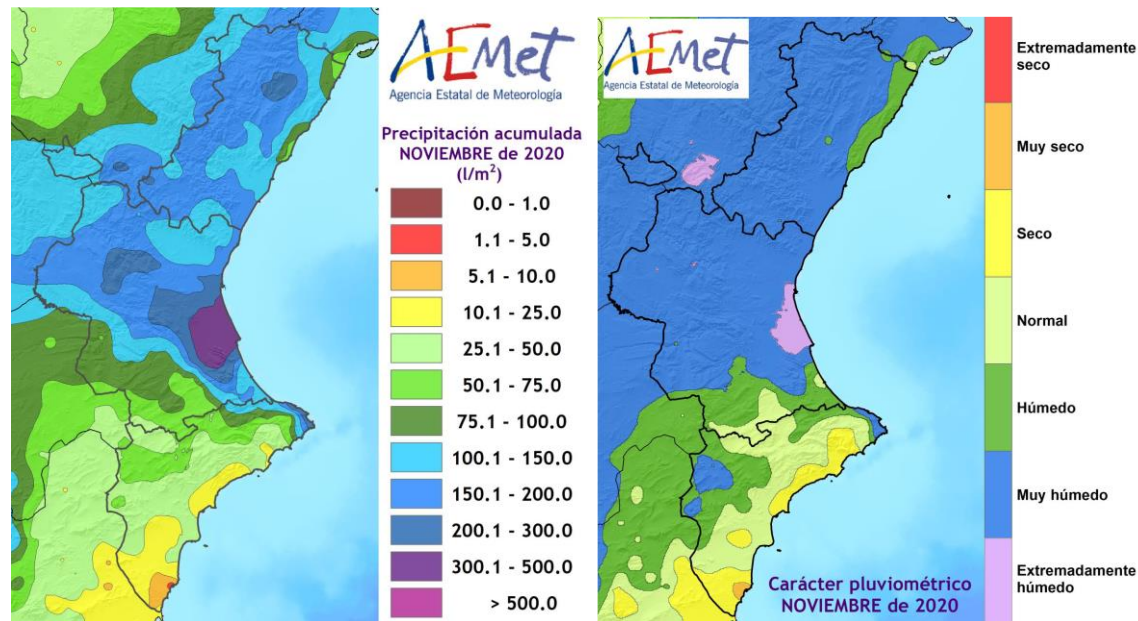 AEMet
Agencia Estatal de Meteorología
Precipitación acumulada
NOVIEMBRE de 2020
(l/m²)
0.0 - 1.0
1.1 - 5.0
5.1 - 10.0
10.1 - 25.0
25.1 - 50.0
50.1 - 75.0
75.1 - 100.0
100.1 - 150.0
150.1 - 200.0
200.1 - 300.0
300.1 - 500.0
> 500.0
AEMet
Agencia Estatal de Meteorología
Extremadamente
seco
Muy seco
Seco
Normal
Húmedo
Muy húmedo
Extremadamente
húmedo
Carácter pluviométrico
NOVIEMBRE de 2020